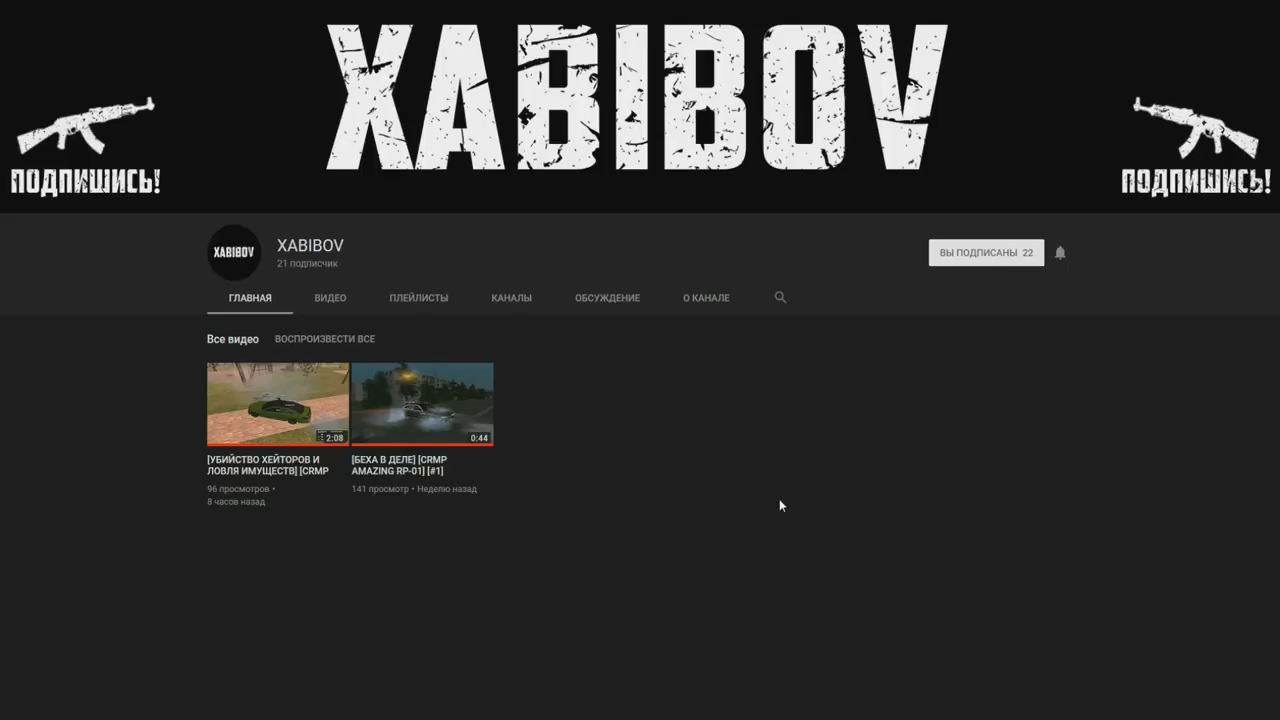 XABIBOV
ПОДПИШИСЬ!
ПОДПИШИСЬ!
XABIBOV
XABIBOV
21 подписчик
ВЫ ПОДПИСАНЫ 22
ГЛАВНАЯ ВИДЕО ПЛЕЙЛИСТЫ КАНАЛЫ ОБСУЖДЕНИЕ О КАНАЛЕ
Все видео ВОСПРОИЗВЕСТИ ВСЕ
2:08
0:44
[УБИЙСТВО ХЕЙТОРОВ И
ЛОВЛЯ ИМУЩЕСТВ] [CRMP
96 просмотров •
8 часов назад
[БЕХА В ДЕЛЕ] [CRMP
AMAZING RP-01] [#1]
141 просмотр • Неделю назад